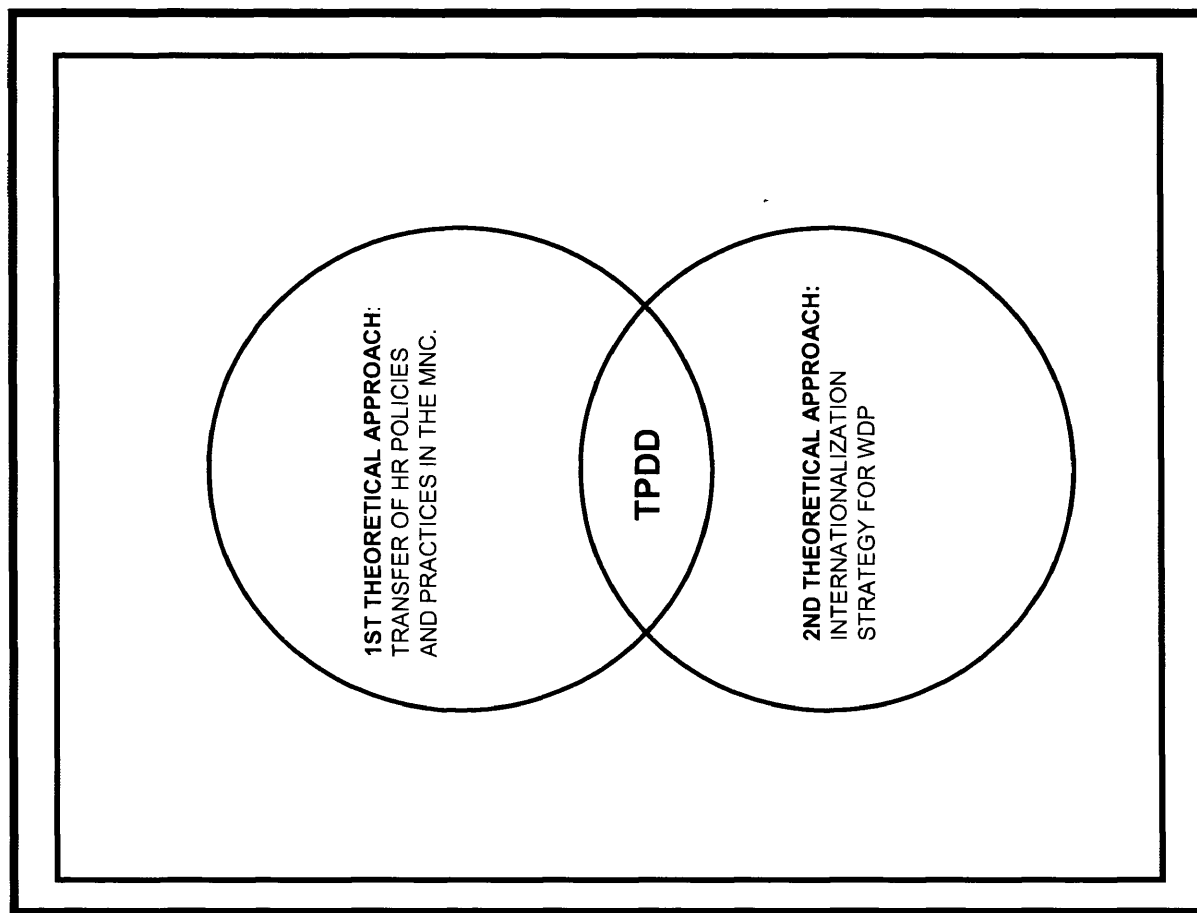 1ST THEORETICAL APPROACH:
TRANSFER OF HR POLICIES
AND PRACTICES IN THE MNC.
TPDD
2ND THEORETICAL APPROACH:
INTERNATIONALIZATION
STRATEGY FOR WDP